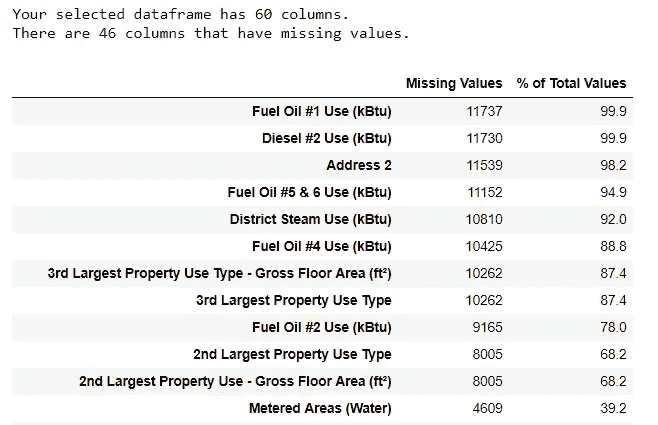 Your selected dataframe has 60 columns.
There are 46 columns that have missing values.
Missing Values % of Total Values
Fuel Oil #1 Use (kBtu) 11737 99.9
Diesel #2 Use (kBtu) 11730 99.9
Address 2 11539 98.2
Fuel Oil #5 & 6 Use (kBtu) 11152 94.9
District Steam Use (kBtu) 10810 92.0
Fuel Oil #4 Use (kBtu) 10425 88.8
3rd Largest Property Use Type - Gross Floor Area (ft²) 10262 87.4
3rd Largest Property Use Type 10262 87.4
Fuel Oil #2 Use (kBtu) 9165 78.0
2nd Largest Property Use Type 8005 68.2
2nd Largest Property Use - Gross Floor Area (ft²) 8005 68.2
Metered Areas (Water) 4609 39.2